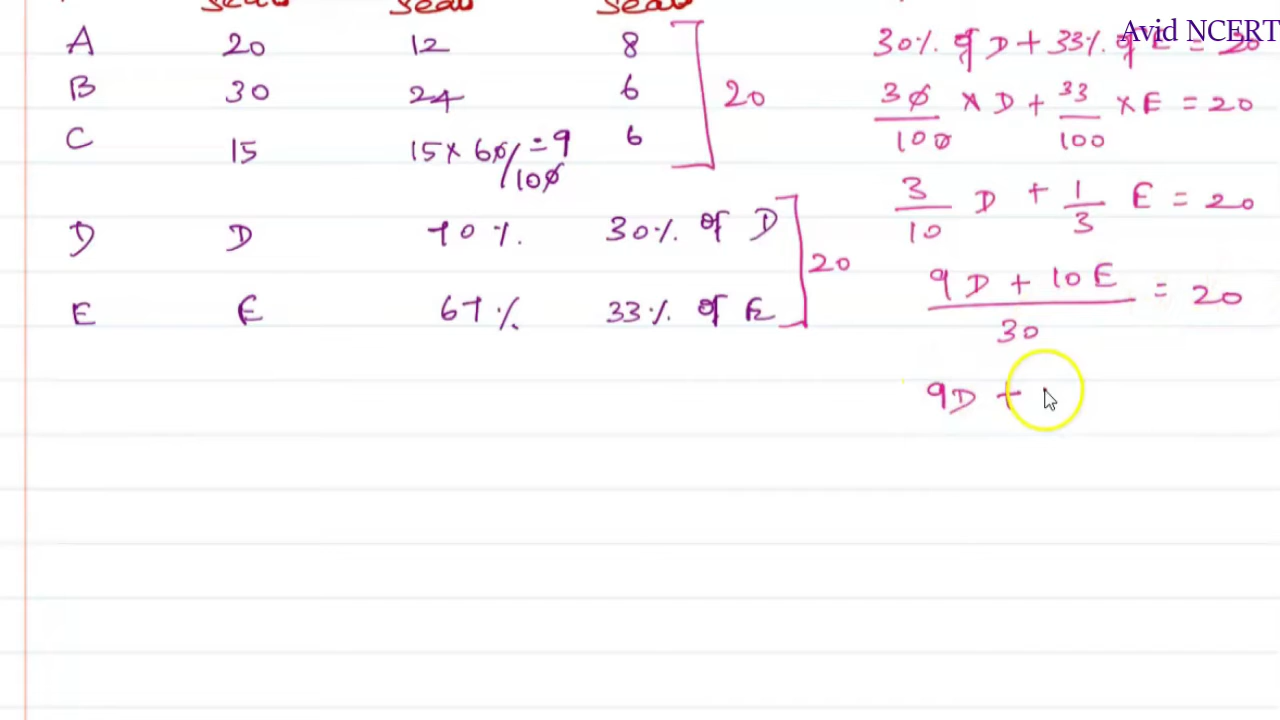 Avid NCERT
A 20 12 8
B 30 24 6 20
C 15 15 × 60/100 = 9 6
D D 70 %. 30%. of D
E E 67 % 33%. of E 20
30%. of D + 33%. of E = 20
30/100 × D + 33/100 × E = 20
3/10 D + 1/3 E = 20
9D + 10E/30 = 20
9D +